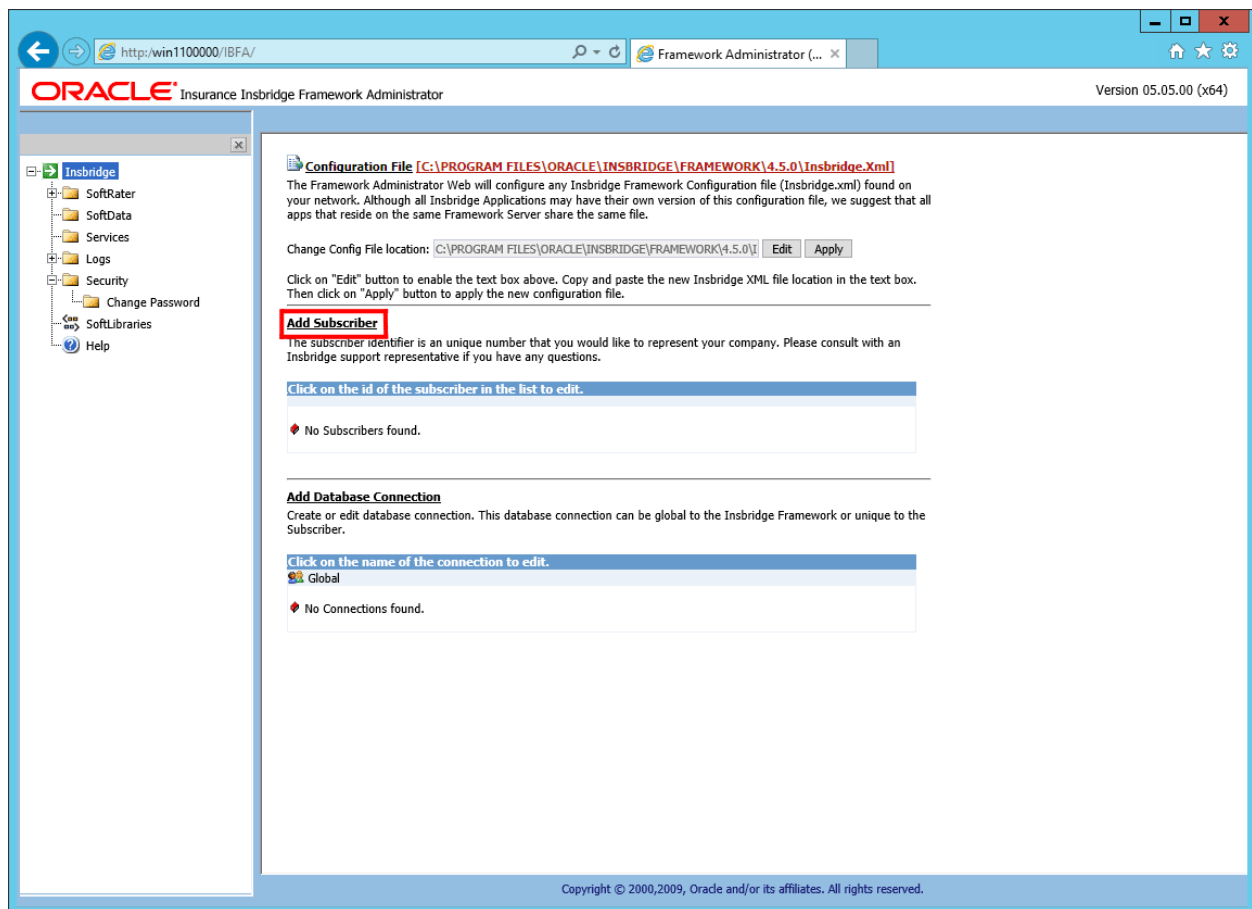 http:/win1100000/IBFA/
Framework Administrator (...
ORACLE Insurance Insbridge Framework Administrator
Version 05.05.00 (x64)
Insbridge
SoftRater
SoftData
Services
Logs
Security
Change Password
SoftLibraries
Help
Configuration File [C:\PROGRAM FILES\ORACLE\INSBRIDGE\FRAMEWORK\4.5.0\Insbridge.Xml]
The Framework Administrator Web will configure any Insbridge Framework Configuration file (Insbridge.xml) found on
your network. Although all Insbridge Applications may have their own version of this configuration file, we suggest that all
apps that reside on the same Framework Server share the same file.
Change Config File location: C:\PROGRAM FILES\ORACLE\INSBRIDGE\FRAMEWORK\4.5.0\I Edit Apply
Click on "Edit" button to enable the text box above. Copy and paste the new Insbridge XML file location in the text box.
Then click on "Apply" button to apply the new configuration file.
Add Subscriber
The subscriber identifier is an unique number that you would like to represent your company. Please consult with an
Insbridge support representative if you have any questions.
Click on the id of the subscriber in the list to edit.
No Subscribers found.
Add Database Connection
Create or edit database connection. This database connection can be global to the Insbridge Framework or unique to the
Subscriber.
Click on the name of the connection to edit.
Global
No Connections found.
Copyright © 2000,2009, Oracle and/or its affiliates. All rights reserved.